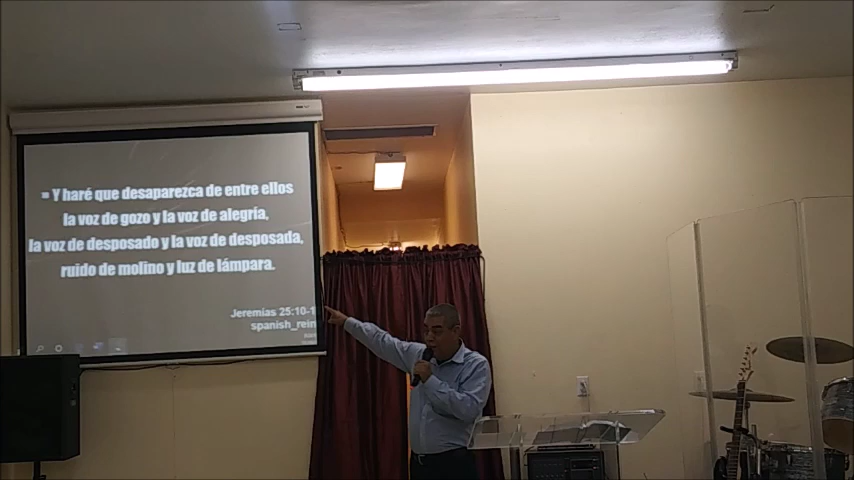 Y haré que desaparezca de entre ellos
la voz de gozo y la voz de alegría,
la voz de desposado y la voz de desposada,
ruido de molino y luz de lámpara.
Jeremías 25:10-1
spanish_rein